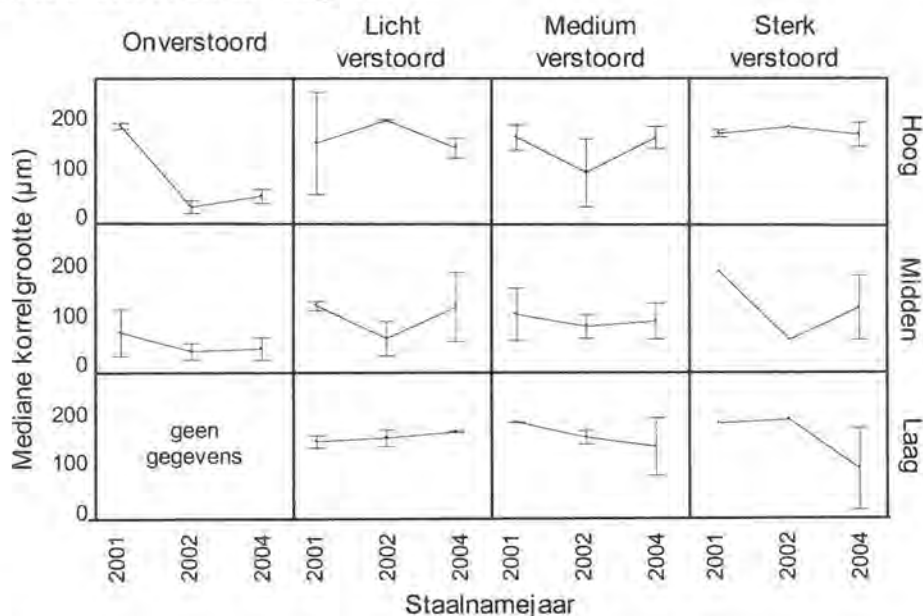 Onverstoord
Licht
verstoord
Medium
verstoord
Sterk
verstoord
Mediane korrelgrootte (µm)
200
100
0
Hoog
200
100
0
Midden
200
100
0
geen
gegevens
Laag
2001
2002
2004
2001
2002
2004
2001
2002
2004
2001
2002
2004
Staalnamejaar